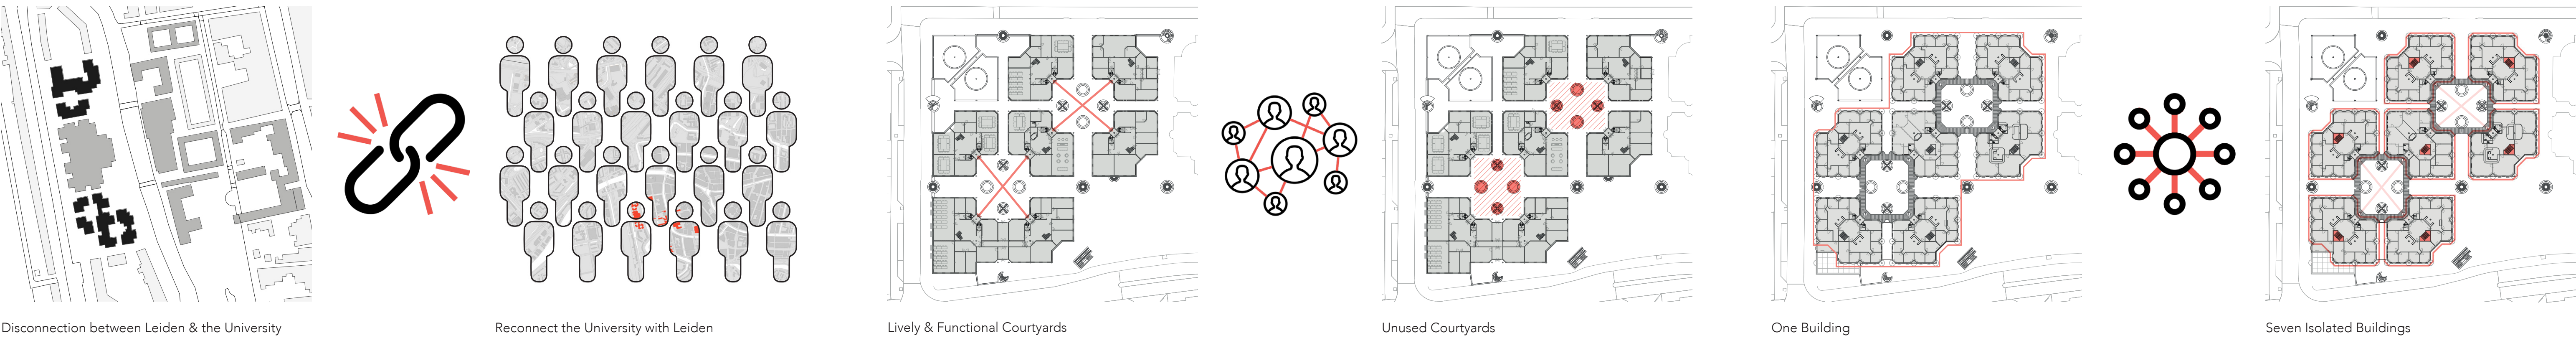 Disconnection between Leiden & the University
Reconnect the University with Leiden
Lively & Functional Courtyards
Unused Courtyards
One Building
Seven Isolated Buildings